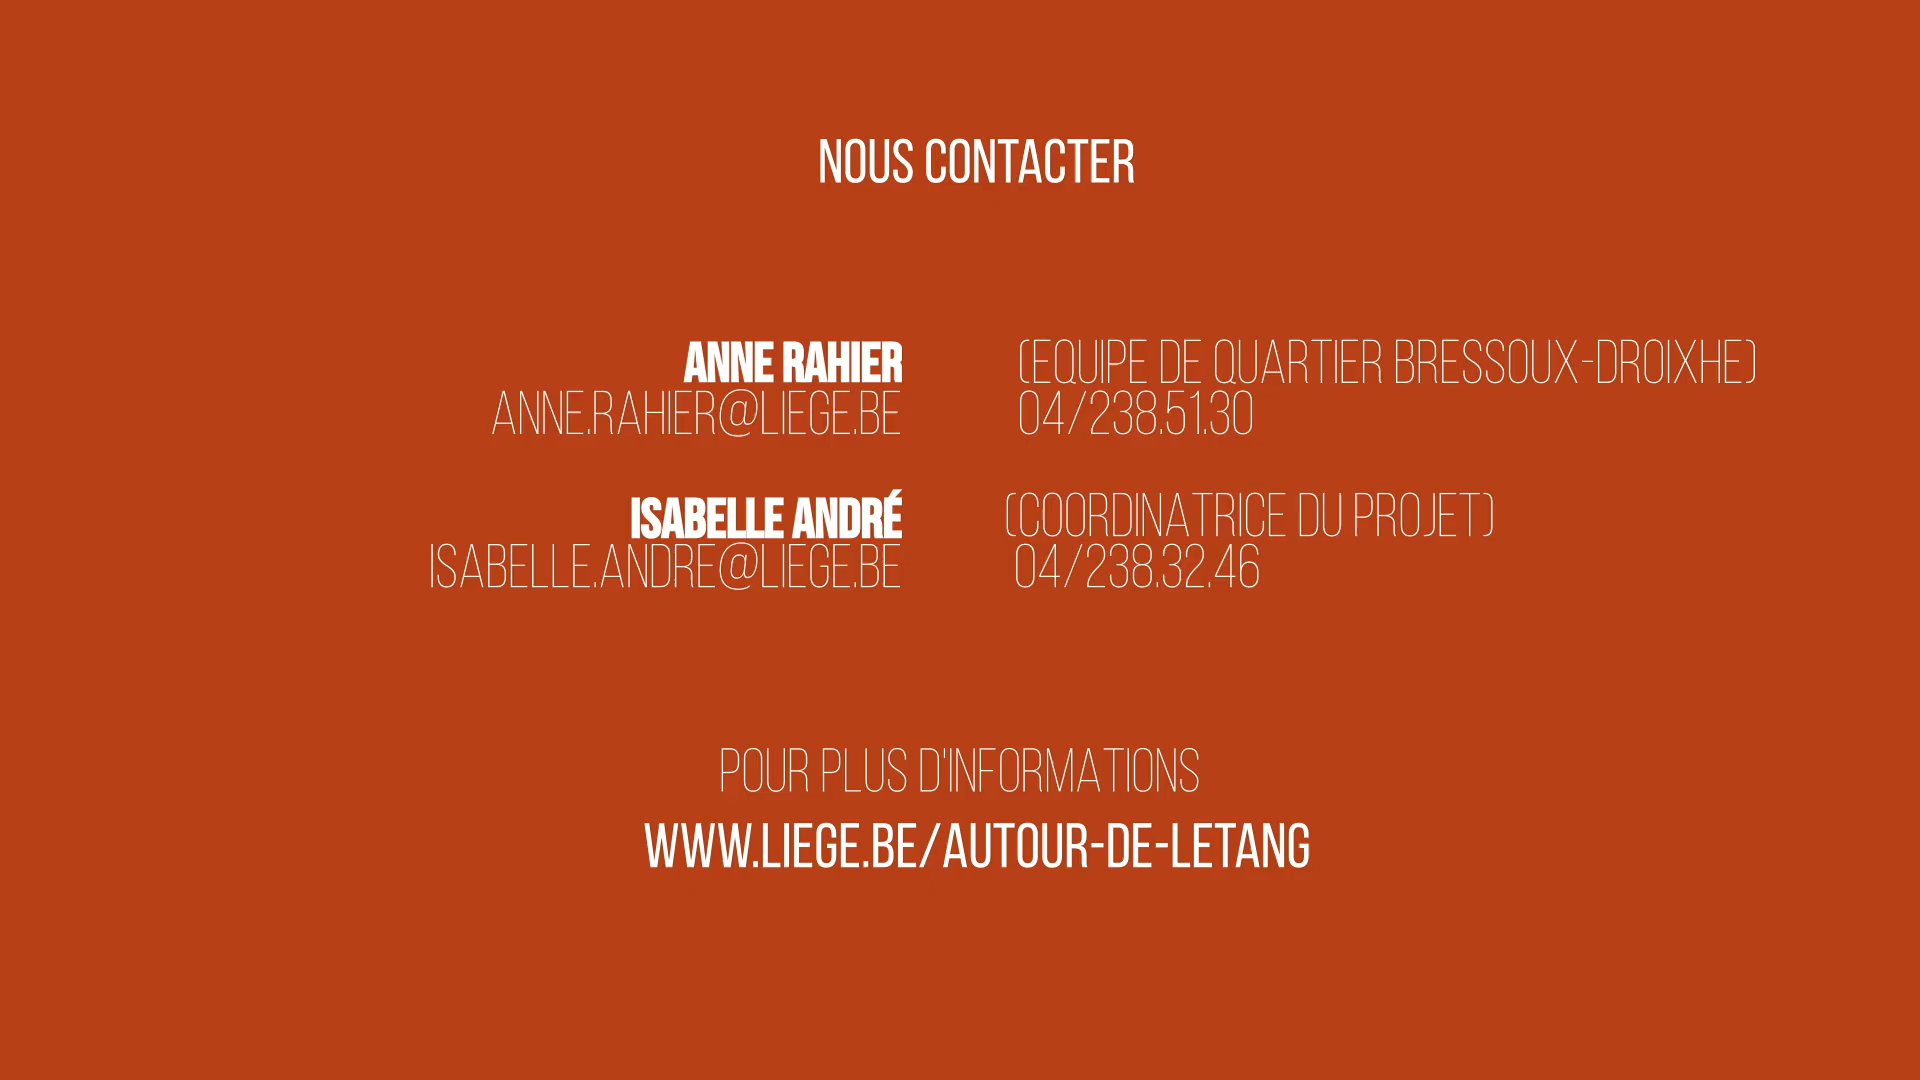 NOUS CONTACTER
ANNE RAHIER (EQUIPE DE QUARTIER BRESSOUX-DROIXHE)
ANNE.RAHIER@LIEGE.BE 04/238.51.30
ISABELLE ANDRÉ (COORDINATRICE DU PROJET)
ISABELLE.ANDRE@LIEGE.BE 04/238.32.46
POUR PLUS D'INFORMATIONS
WWW.LIEGE.BE/AUTOUR-DE-LETANG